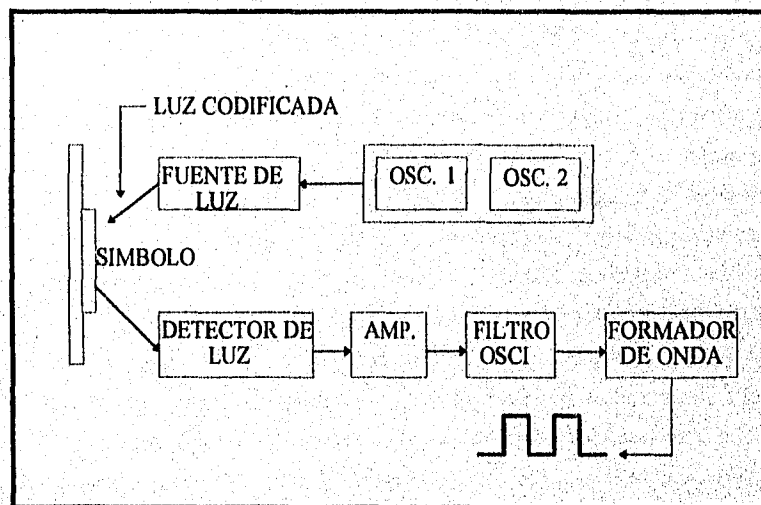 LUZ CODIFICADA
FUENTE DE
LUZ
OSC. 1
OSC. 2
SIMBOLO
DETECTOR DE
LUZ
AMP.
FILTRO
OSCI
FORMADOR
DE ONDA